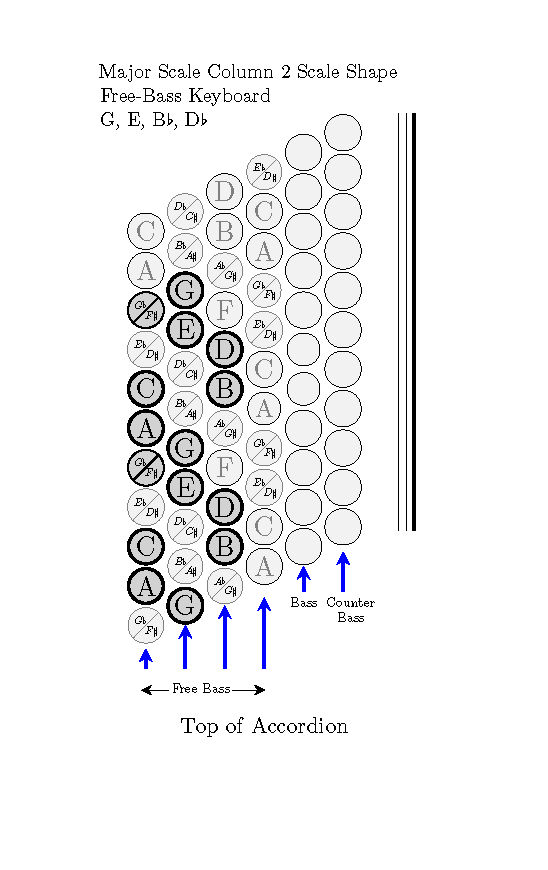 Major Scale Column 2 Scale Shape
Free-Bass Keyboard
G, E, B♭, D♭
E♭ D♯
D
D♭ C♯ C
C B
B♭ A♯ A
A A♭ G♯
G G♭ F♯
G♭ F♯ F
E E♭ D♯
E♭ D♯ D
D♭ C♯ C
C B
B♭ A♯ A
A A♭ G♯
G G♭ F♯
G♭ F♯ F
E E♭ D♯
E♭ D♯ D
D♭ C♯ C
C B
B♭ A♯ A
A A♭ G♯
G
G♭ F♯
Bass
Counter
Bass
Free Bass
Top of Accordion